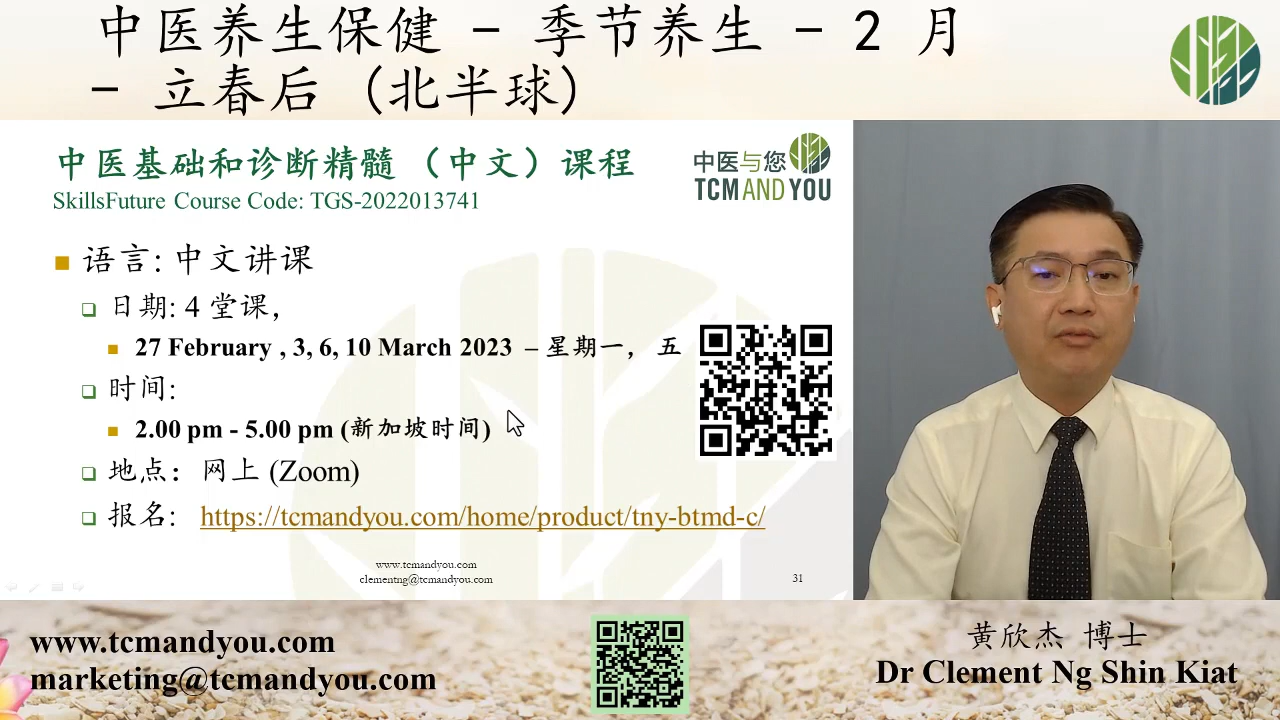 中医养生保健 - 季节养生 - 2 月
- 立春后 (北半球)
中医基础和诊断精髓 （中文）课程
SkillsFuture Course Code: TGS-2022013741
中医与您
TCM AND YOU
语言: 中文讲课
日期: 4 堂课,
27 February , 3, 6, 10 March 2023 – 星期一， 五
时间:
2.00 pm - 5.00 pm (新加坡时间)
地点： 网上 (Zoom)
报名: https://tcmandyou.com/home/product/tny-btmd-c/
www.tcmandyou.com
clementng@tcmandyou.com
31
www.tcmandyou.com
marketing@tcmandyou.com
黄欣杰 博士
Dr Clement Ng Shin Kiat